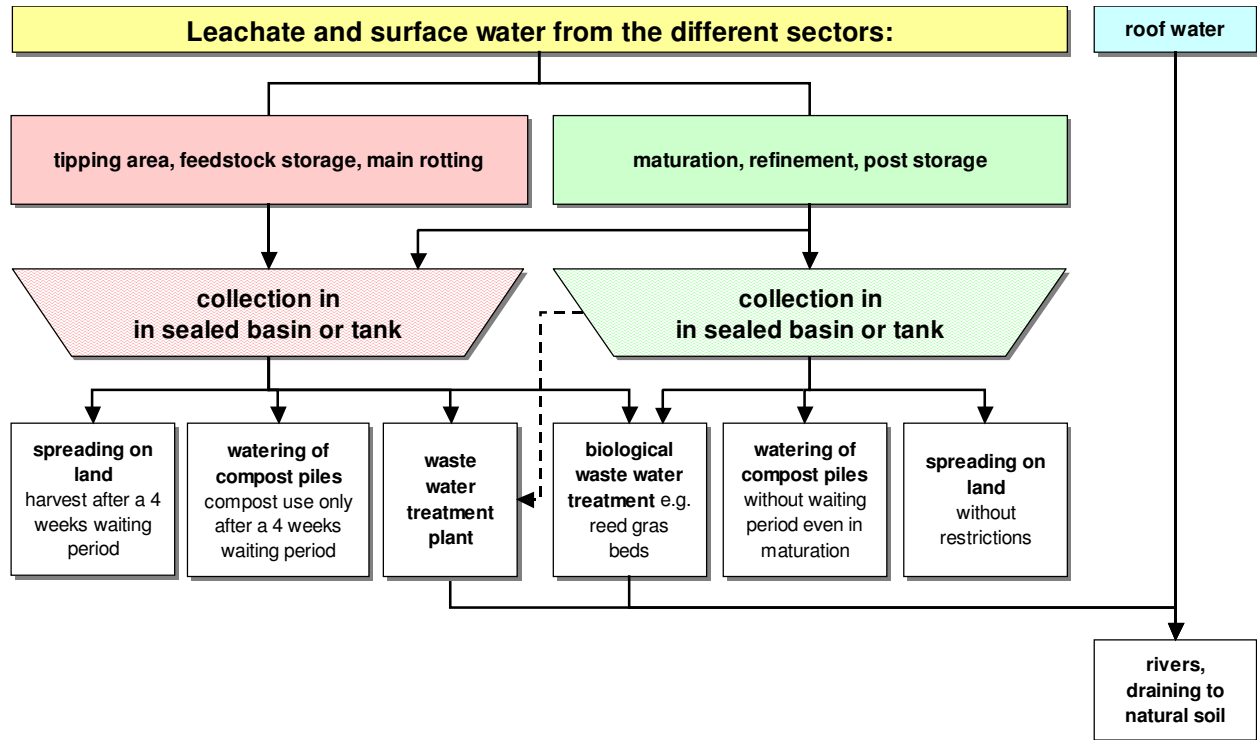 Leachate and surface water from the different sectors:
roof water
tipping area, feedstock storage, main rotting
maturation, refinement, post storage
collection in
in sealed basin or tank
collection in
in sealed basin or tank
spreading on
land
harvest after a 4
weeks waiting
period
watering of
compost piles
compost use only
after a 4 weeks
waiting period
waste
water
treatment
plant
biological
waste water
treatment e.g.
reed gras
beds
watering of
compost piles
without waiting
period even in
maturation
spreading on
land
without
restrictions
rivers,
draining to
natural soil